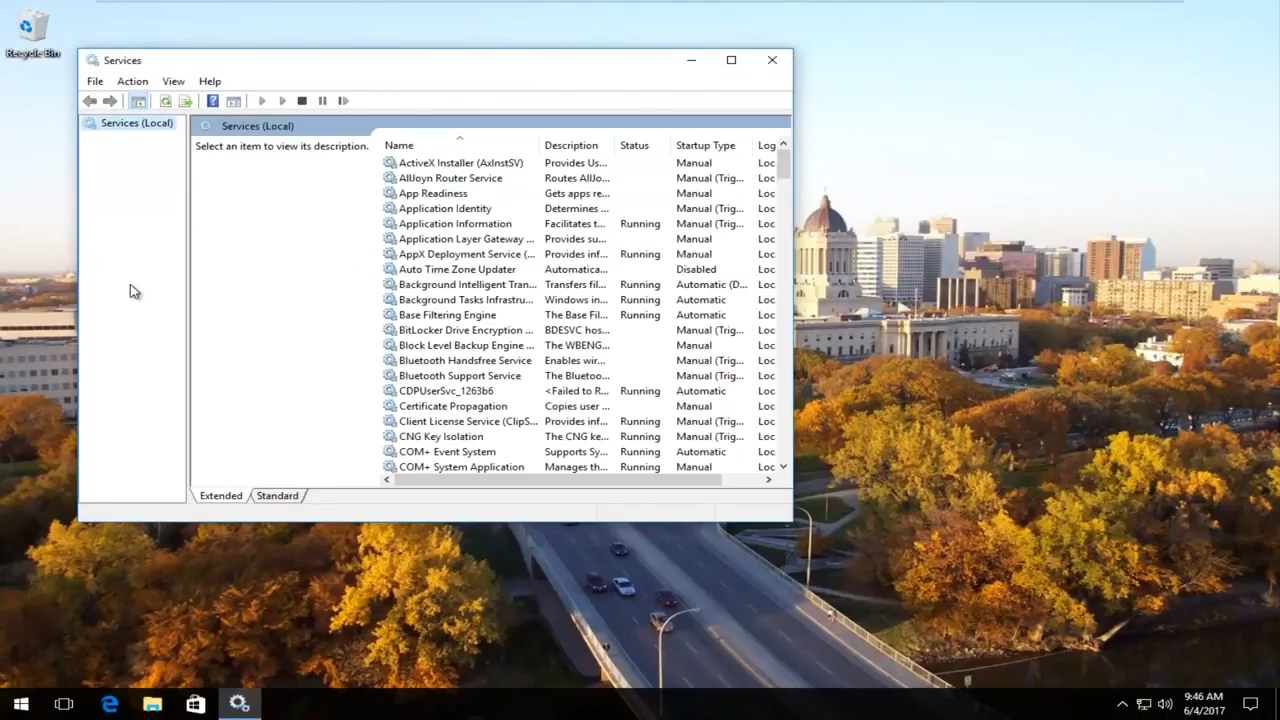 Recycle Bin
Services
File Action View Help
Services (Local)
Services (Local)
Select an item to view its description.
Name Description Status Startup Type Log
ActiveX Installer (AxInstSV) Provides Us... Manual Loc
AllJoyn Router Service Routes AllJo... Manual (Trig... Loc
App Readiness Gets apps re... Manual Loc
Application Identity Determines ... Manual (Trig... Loc
Application Information Facilitates t... Running Manual (Trig... Loc
Application Layer Gateway ... Provides su... Manual Loc
AppX Deployment Service (... Provides inf... Running Manual Loc
Auto Time Zone Updater Automatica... Disabled Loc
Background Intelligent Tran... Transfers fil... Running Automatic (D... Loc
Background Tasks Infrastru... Windows in... Running Automatic Loc
Base Filtering Engine The Base Fil... Running Automatic Loc
BitLocker Drive Encryption ... BDESVC hos... Manual (Trig... Loc
Block Level Backup Engine ... The WBENG... Manual Loc
Bluetooth Handsfree Service Enables wir... Manual (Trig... Loc
Bluetooth Support Service The Bluetoo... Manual (Trig... Loc
CDPUserSvc_1263b6 <Failed to R... Running Automatic Loc
Certificate Propagation Copies user ... Manual Loc
Client License Service (ClipS... Provides inf... Running Manual (Trig... Loc
CNG Key Isolation The CNG ke... Running Manual (Trig... Loc
COM+ Event System Supports Sy... Running Automatic Loc
COM+ System Application Manages th... Running Manual Loc
Extended Standard
9:46 AM
6/4/2017